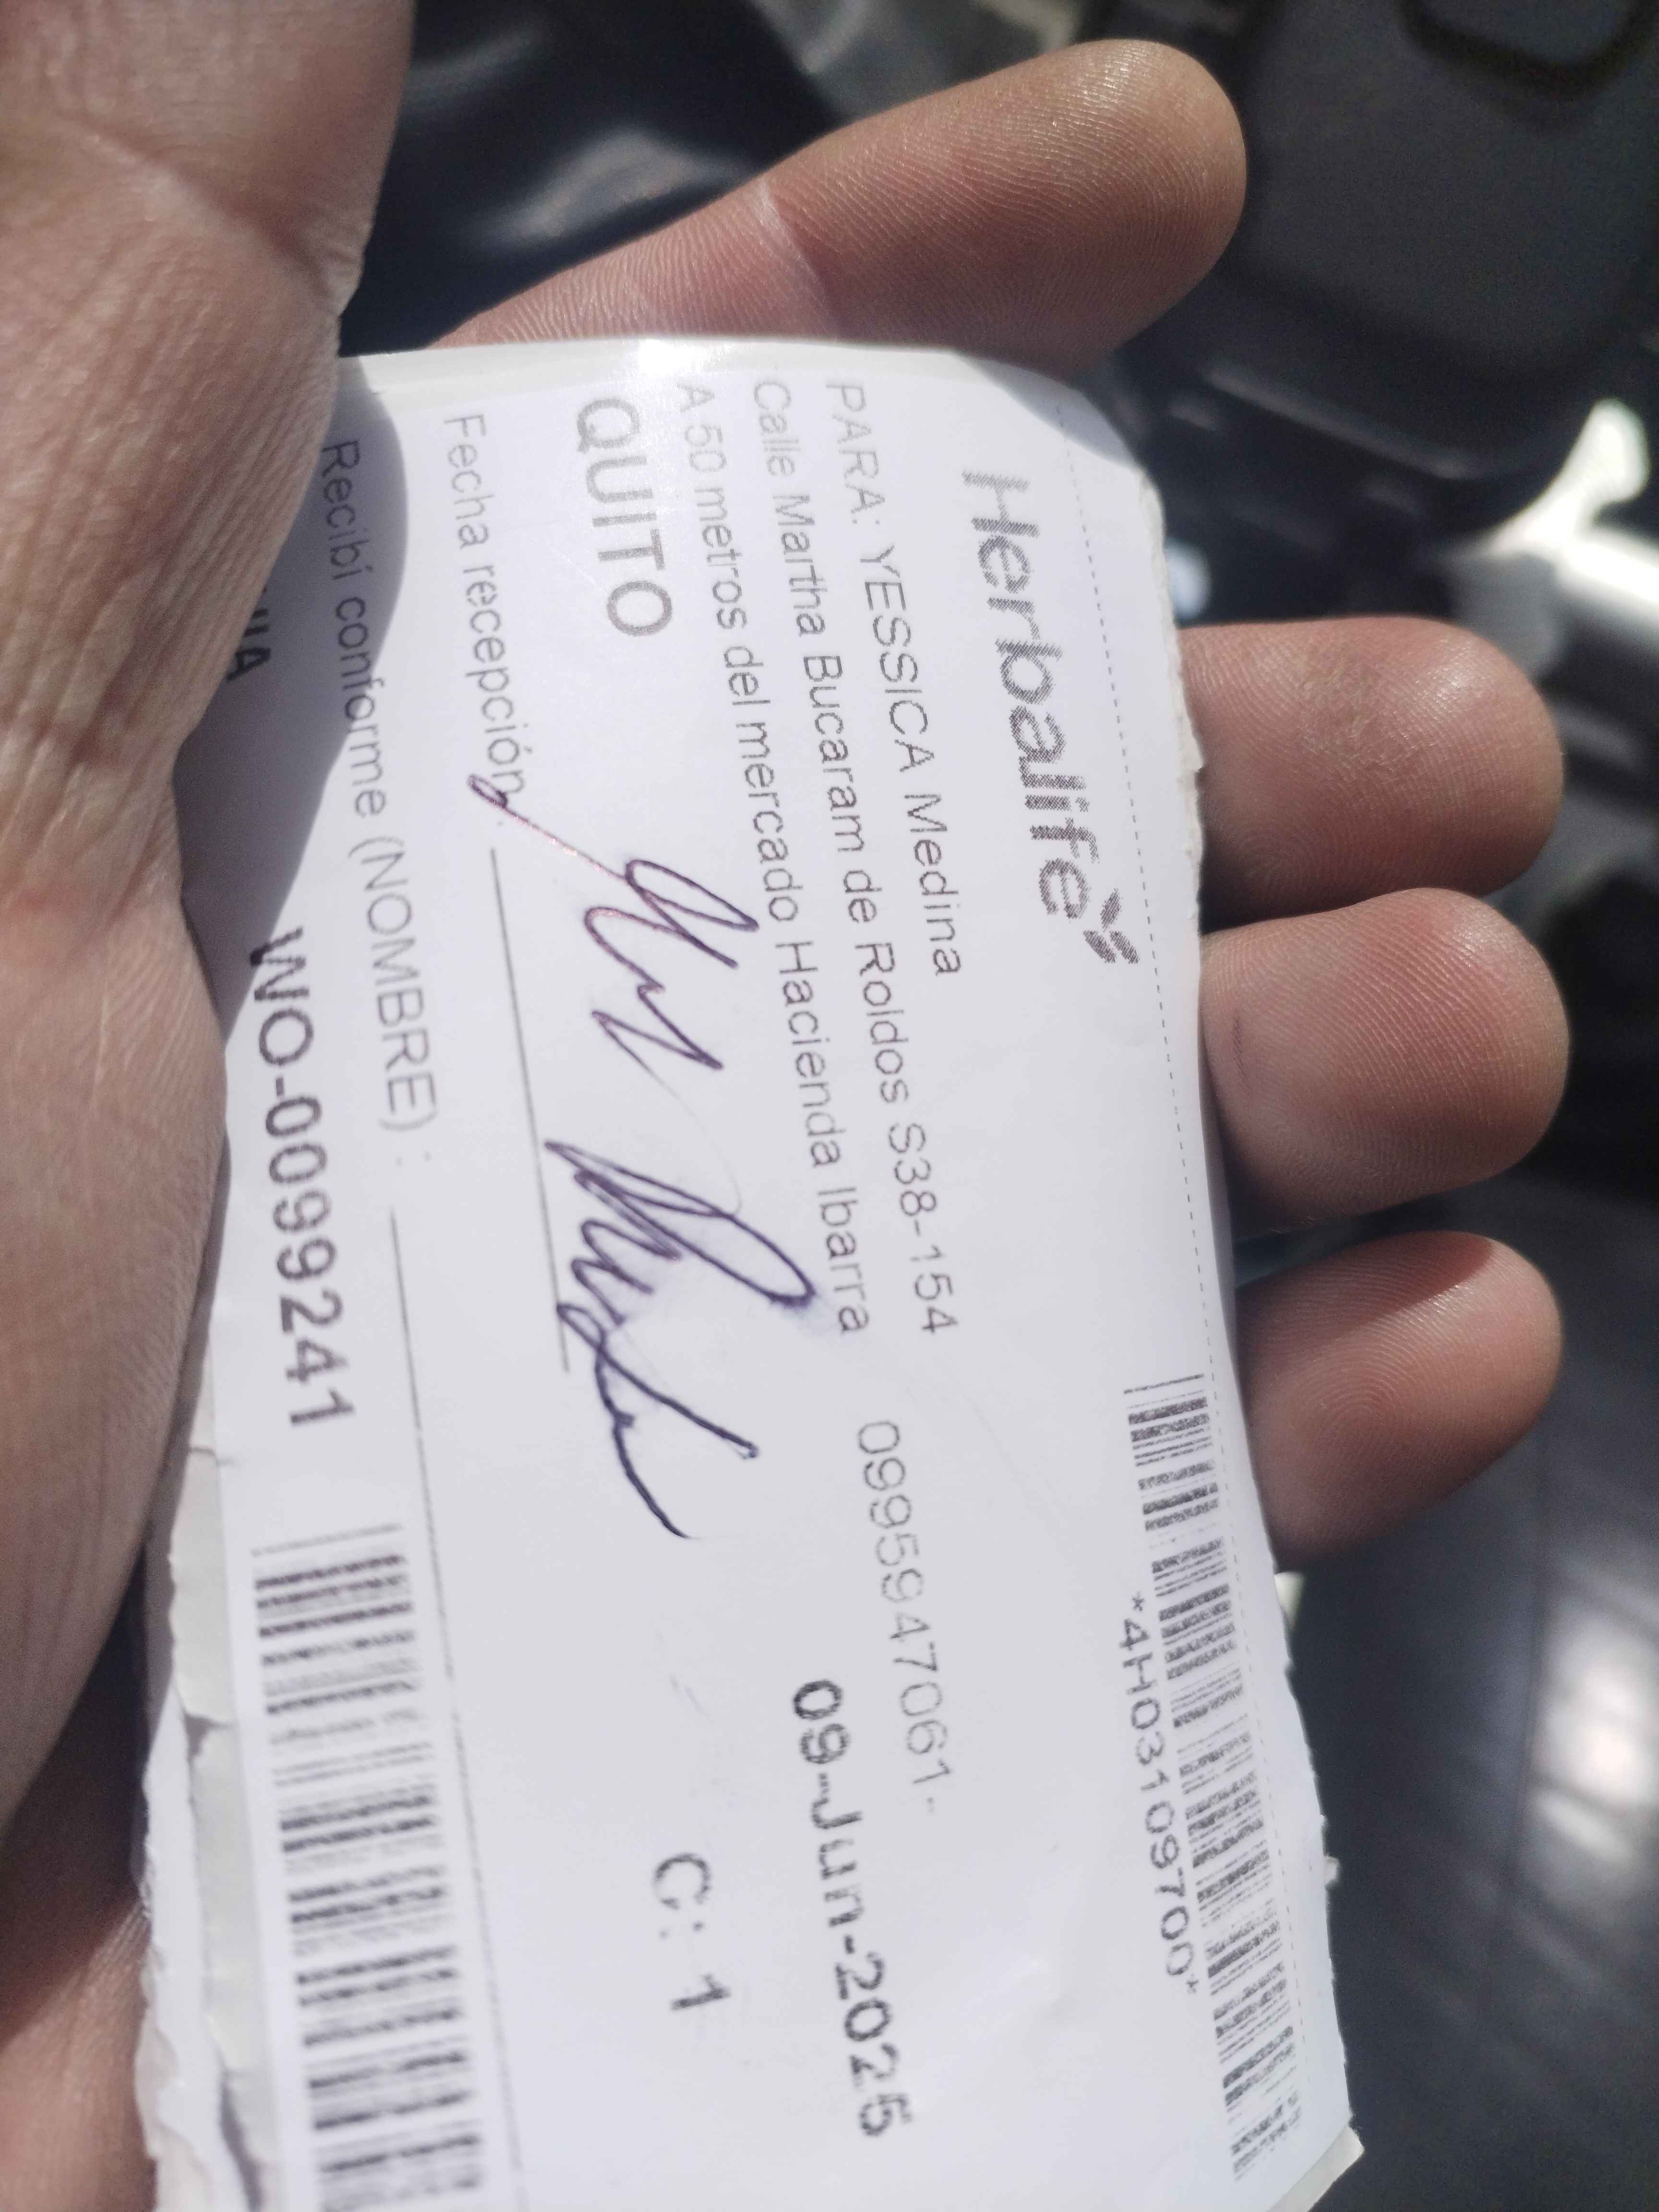 Herbalife
*4H03109700*
PARA: YESSICA Medina
Calle Martha Bucaram de Roldos S38-154 0995947061.
A 50 metros del mercado Hacienda Ibarra
09-Jun-2025
QUITO
C: 1
Fecha recepción
Recibí conforme (NOMBRE) :
WO-00999241